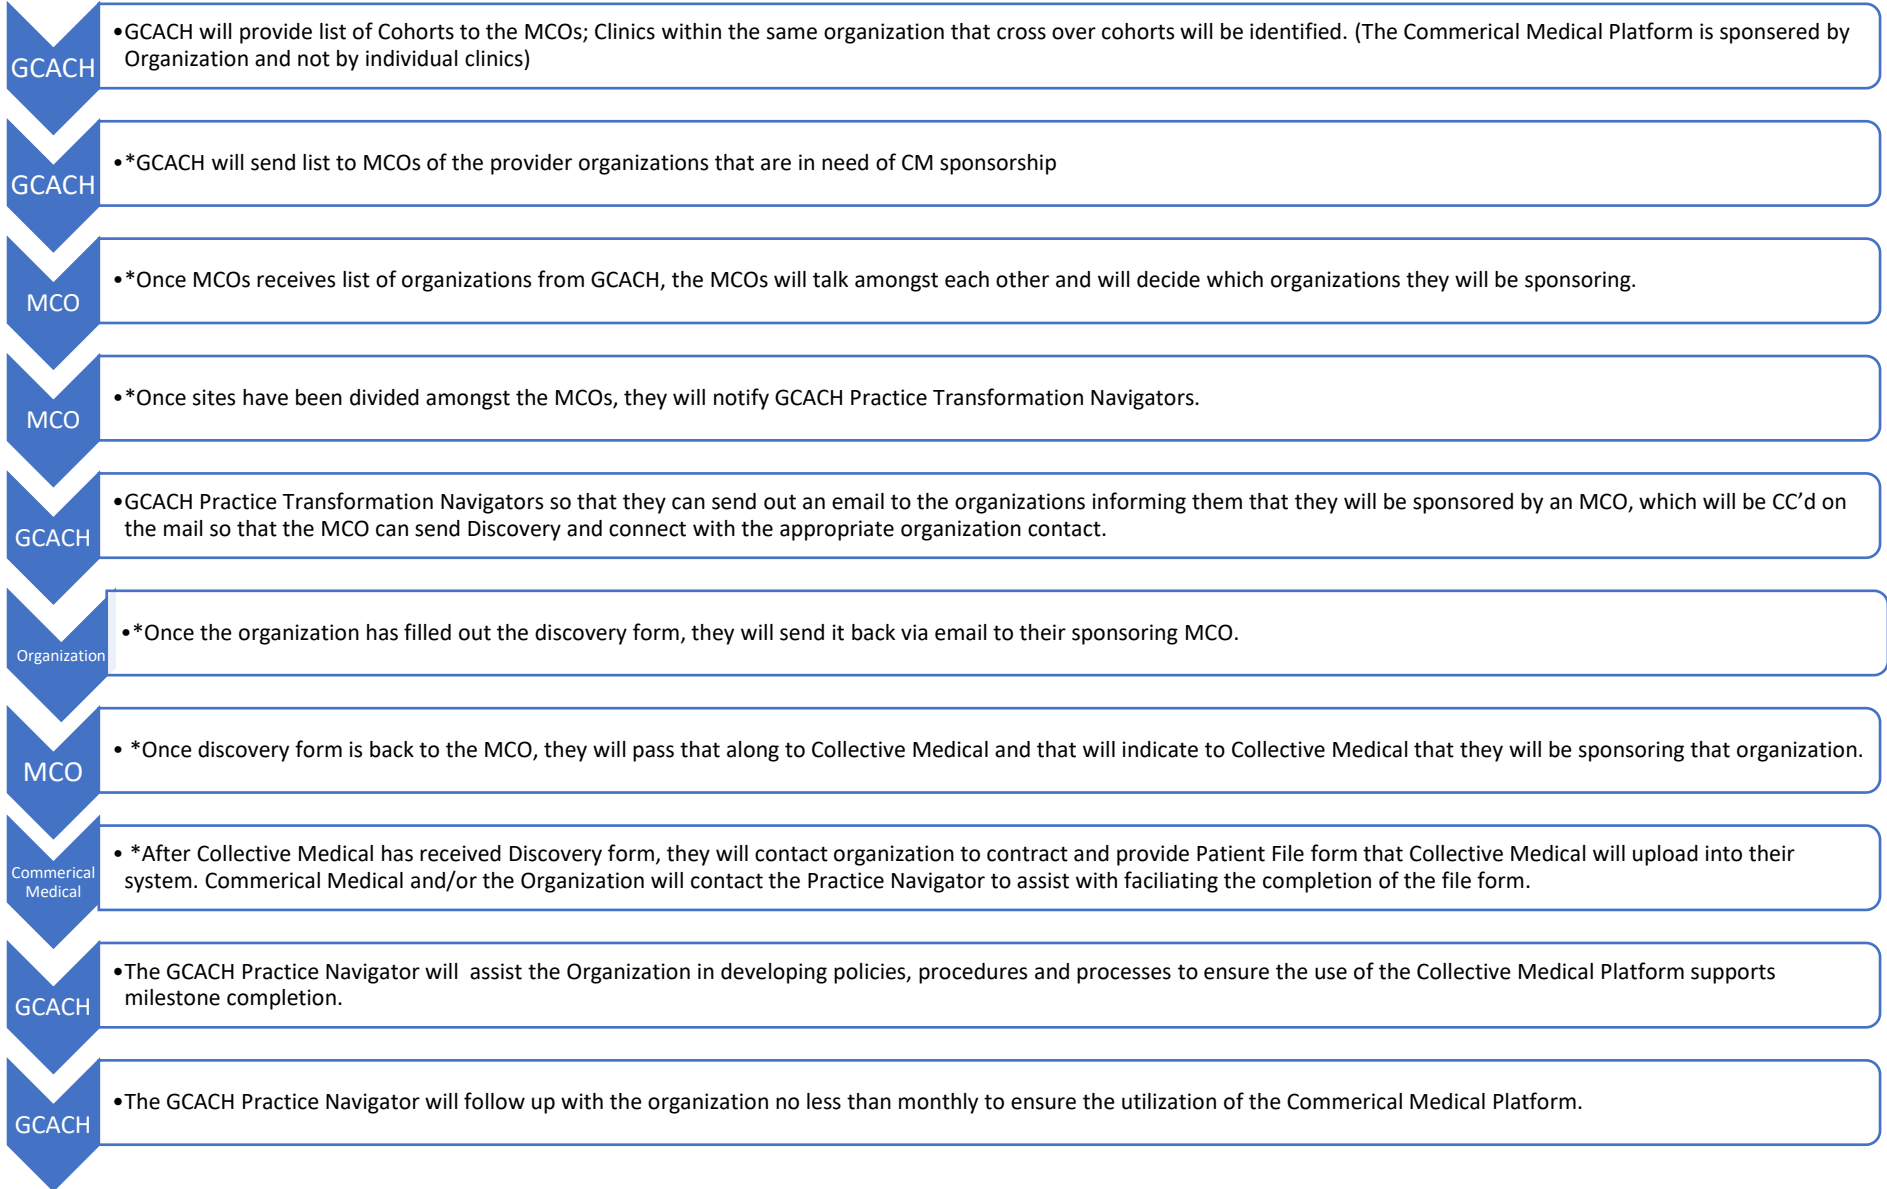 GCACH
•GCACH will provide list of Cohorts to the MCOs; Clinics within the same organization that cross over cohorts will be identified. (The Commerical Medical Platform is sponsered by
Organization and not by individual clinics)
GCACH
•*GCACH will send list to MCOs of the provider organizations that are in need of CM sponsorship
MCO
•*Once MCOs receives list of organizations from GCACH, the MCOs will talk amongst each other and will decide which organizations they will be sponsoring.
MCO
•*Once sites have been divided amongst the MCOs, they will notify GCACH Practice Transformation Navigators.
GCACH
•GCACH Practice Transformation Navigators so that they can send out an email to the organizations informing them that they will be sponsored by an MCO, which will be CC’d on
the mail so that the MCO can send Discovery and connect with the appropriate organization contact.
Organization
•*Once the organization has filled out the discovery form, they will send it back via email to their sponsoring MCO.
MCO
• *Once discovery form is back to the MCO, they will pass that along to Collective Medical and that will indicate to Collective Medical that they will be sponsoring that organization.
Commerical
Medical
• *After Collective Medical has received Discovery form, they will contact organization to contract and provide Patient File form that Collective Medical will upload into their
system. Commerical Medical and/or the Organization will contact the Practice Navigator to assist with faciliating the completion of the file form.
GCACH
•The GCACH Practice Navigator will  assist the Organization in developing policies, procedures and processes to ensure the use of the Collective Medical Platform supports
milestone completion.
GCACH
•The GCACH Practice Navigator will follow up with the organization no less than monthly to ensure the utilization of the Commerical Medical Platform.